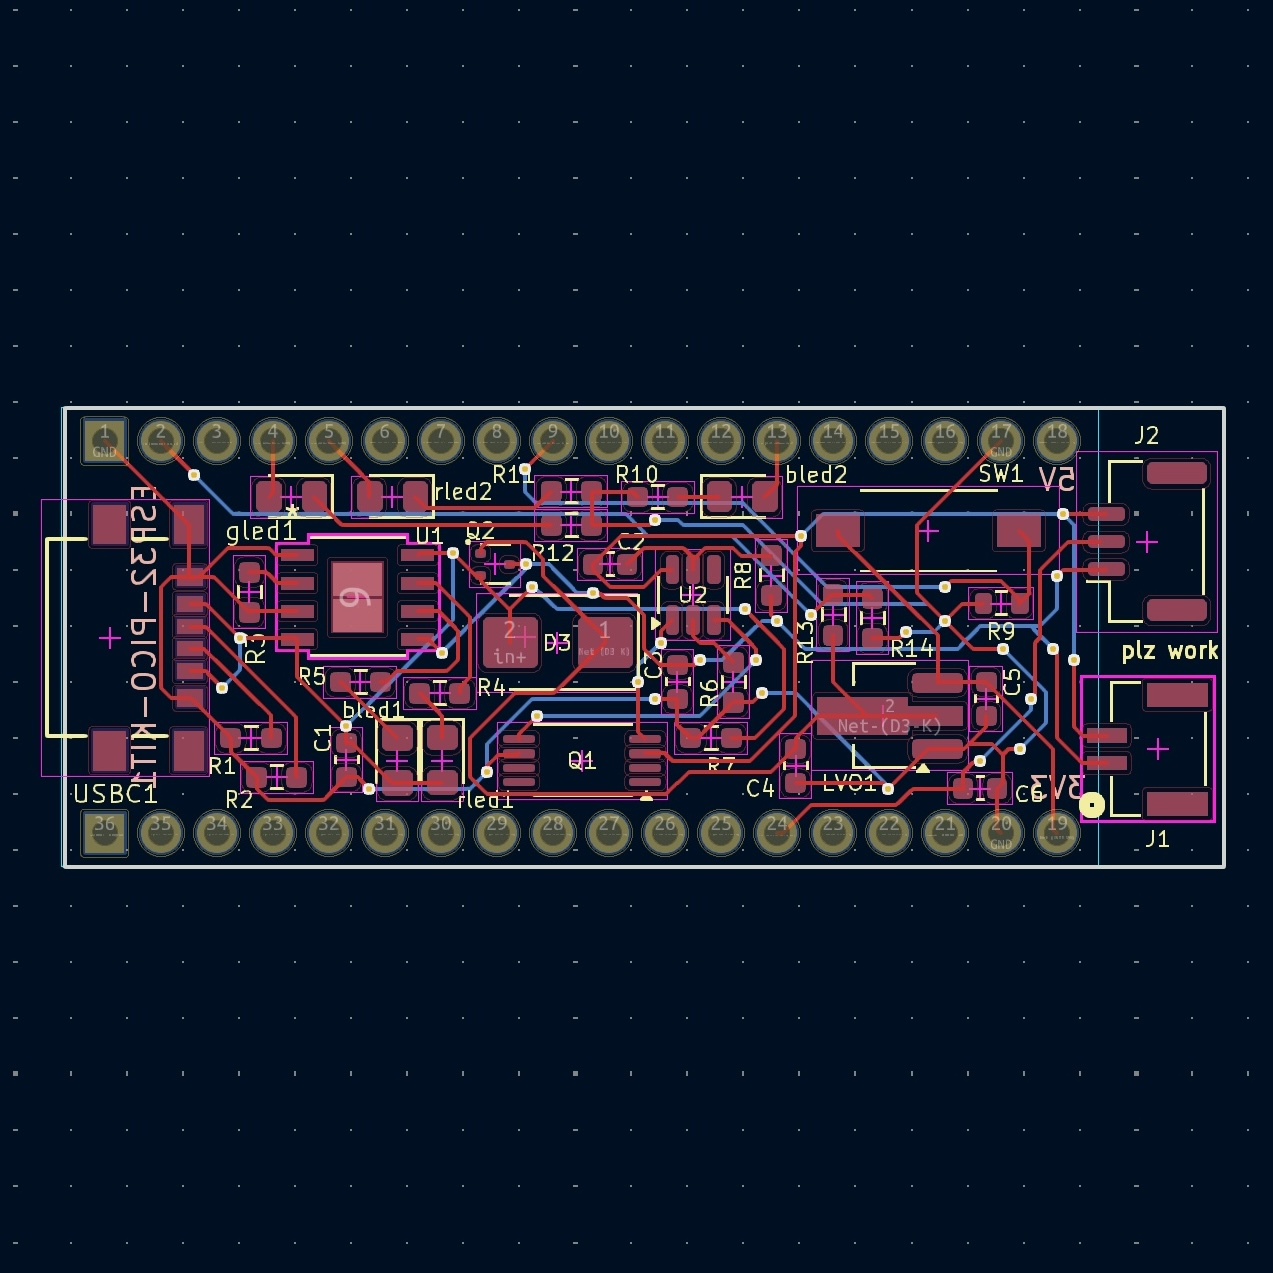 1 2 3 4 5 6 7 8 9 10 11 12 13 14 15 16 17 18
GND GND
J2
R11 R10 bled2 SW1 5V
rled2
gled1 U1 Q2
R12 C2
9
R8
U2
ESP32-PICO-KIT1
2 D3 1
in+ Net-(D3-K)
R3 R13 R9 R14
plz work
C3
R5 R4 R6 C5
bled1
2
Net-(D3-K)
C1
R1 Q1 R7
R2 rled1 C4 LVO1 C6 3V3
USBC1
36 35 34 33 32 31 30 29 28 27 26 25 24 23 22 21 20 19
GND
J1